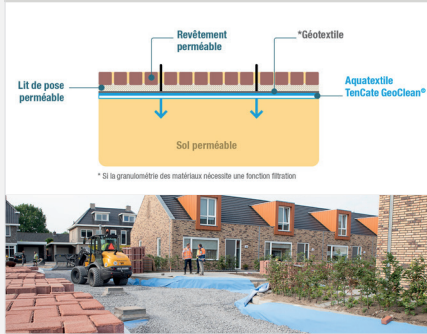 Revêtement
perméable
*Géotextile
Lit de pose
perméable
Aquatextile
TenCate GeoClean®
Sol perméable
* Si la granulométrie des matériaux nécessite une fonction filtration